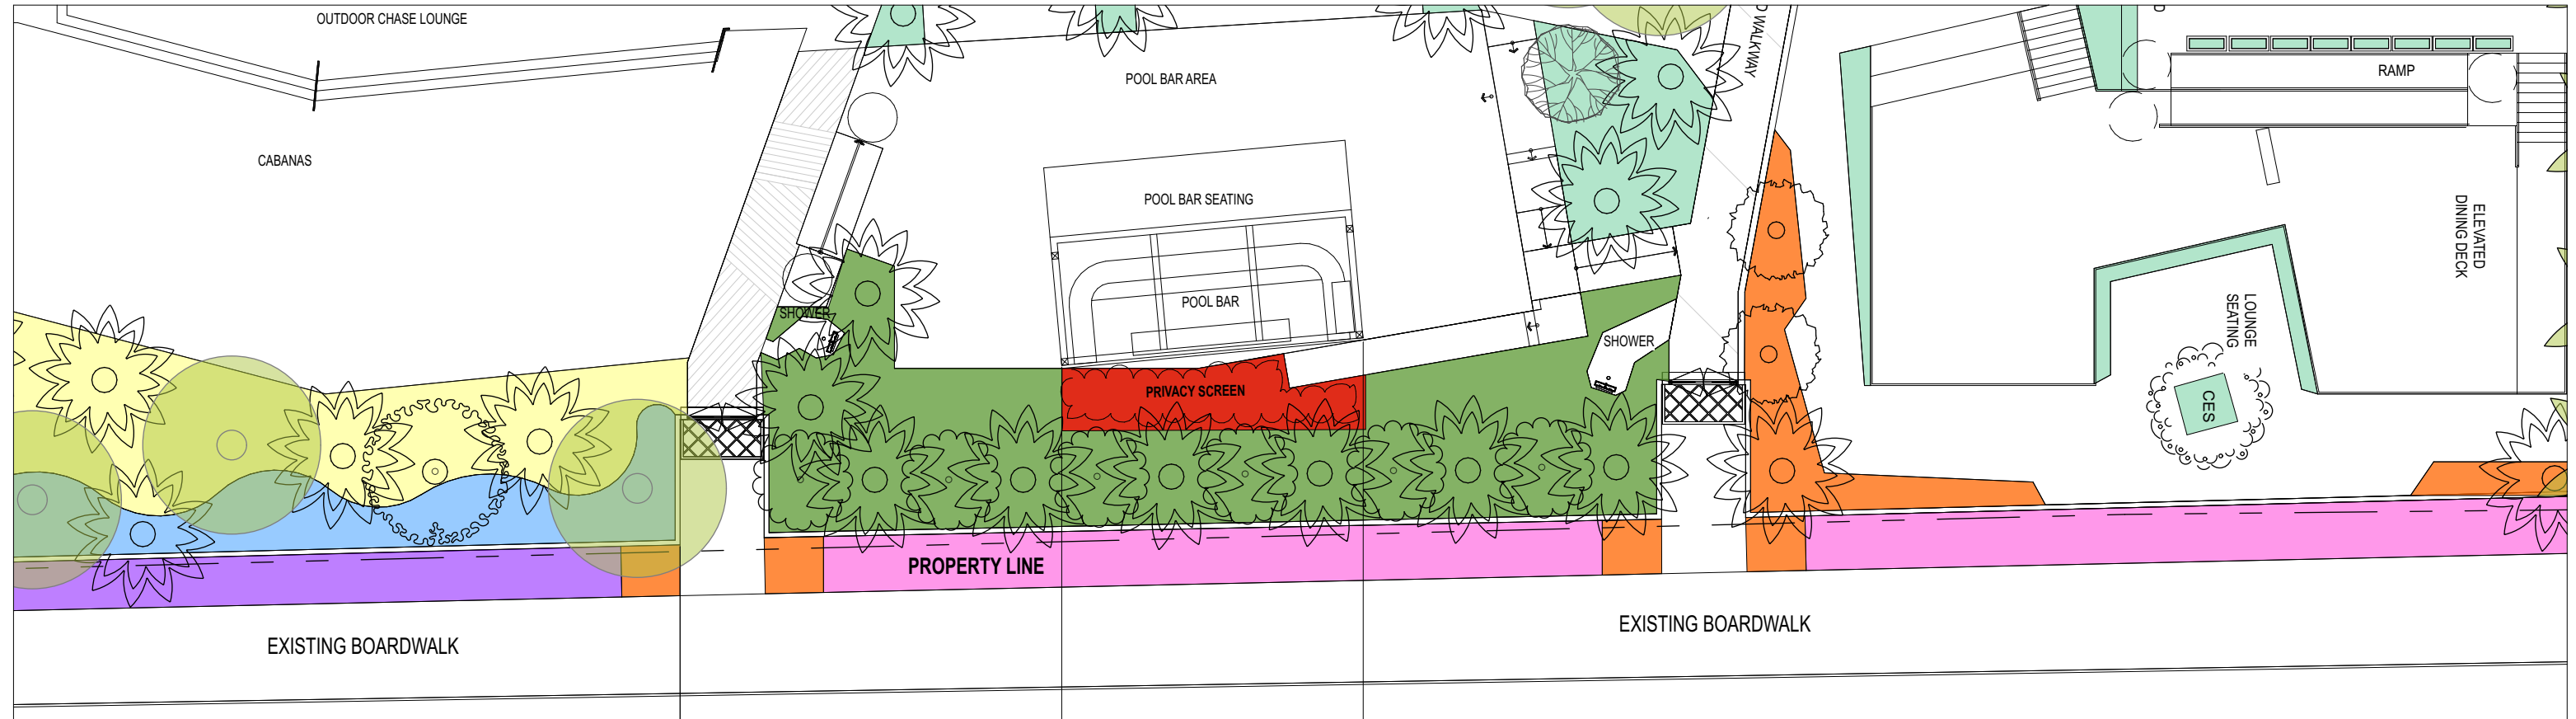 OUTDOOR CHASE LOUNGE
WALKWAY
POOL BAR AREA
RAMP
CABANAS
POOL BAR SEATING
ELEVATED
DINING DECK
POOL BAR
SHOWER
LOUNGE
SEATING
SHOWER
PRIVACY SCREEN
CES
PROPERTY LINE
EXISTING BOARDWALK
EXISTING BOARDWALK